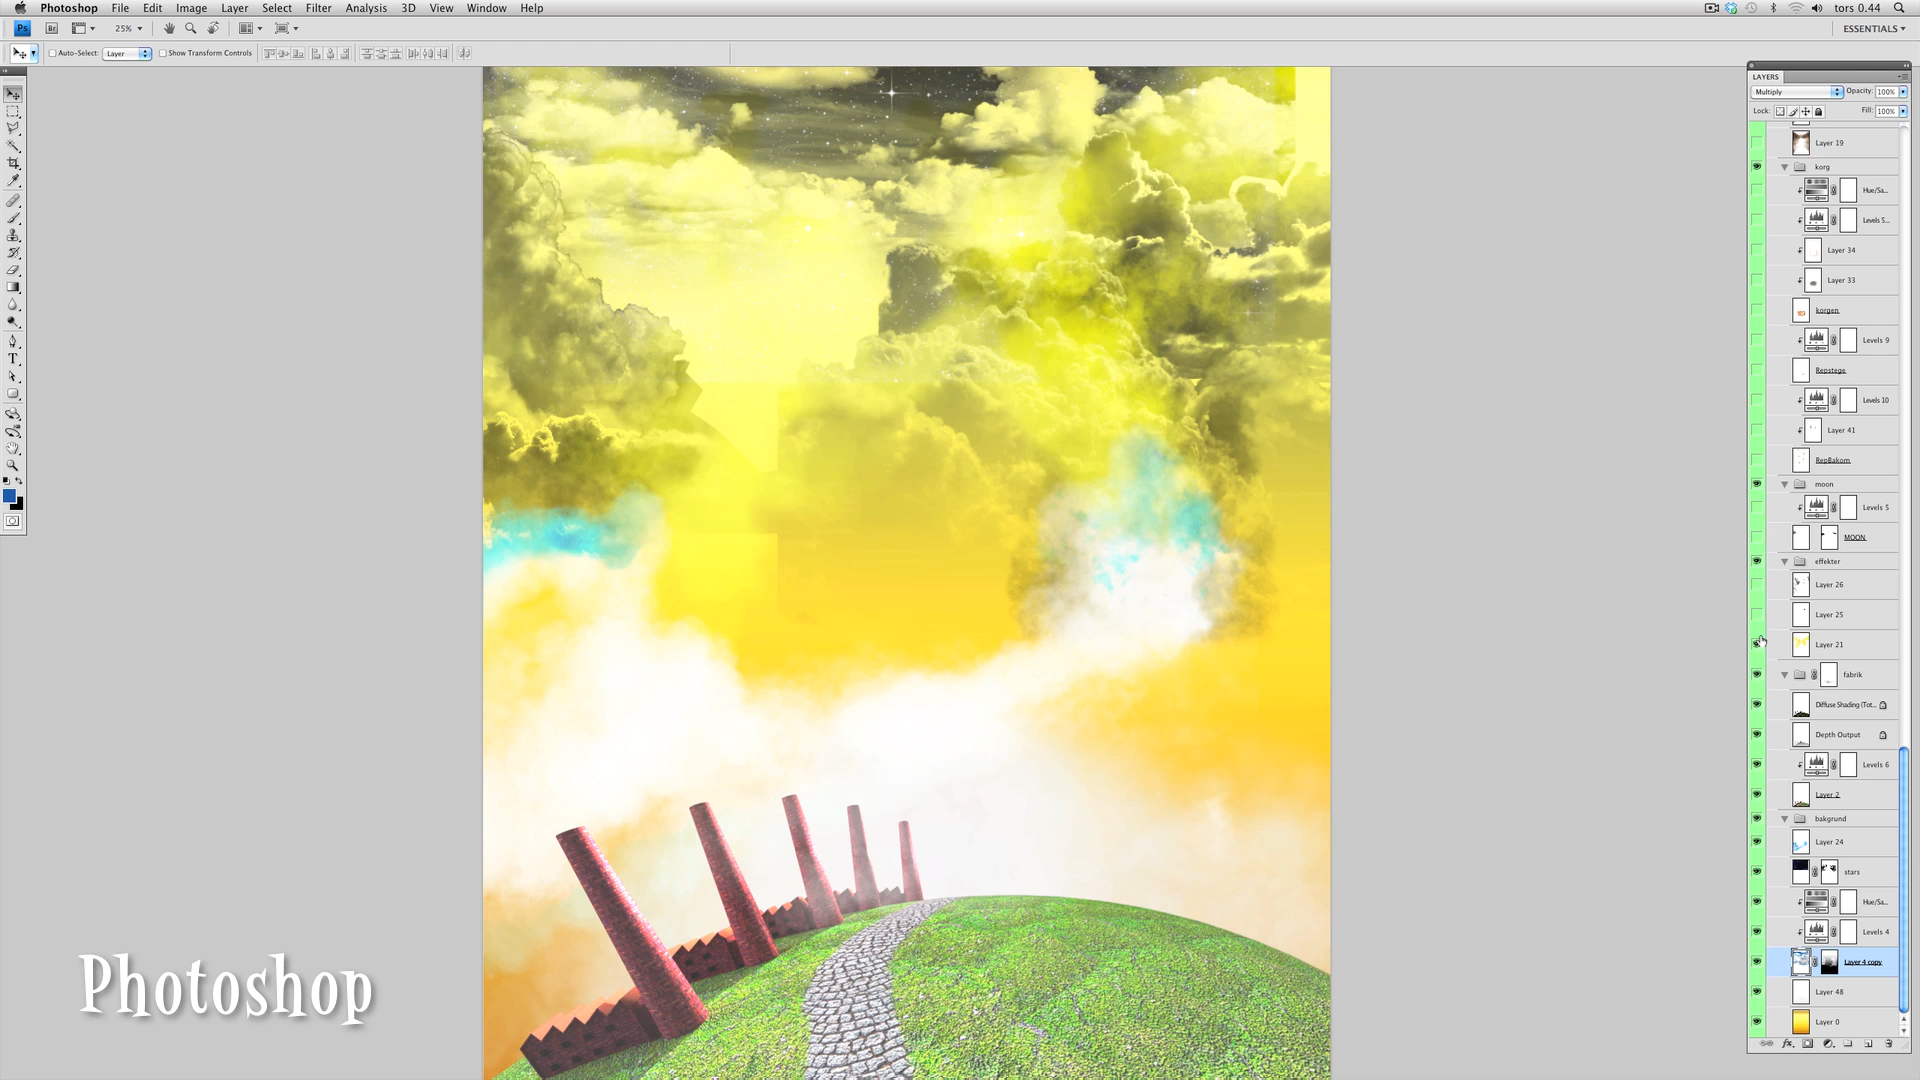 Photoshop File Edit Image Layer Select Filter Analysis 3D View Window Help tors 0.44
Ps Br 25% ESSENTIALS
Auto-Select: Layer Show Transform Controls
LAYERS
Multiply Opacity: 100%
Lock: Fill: 100%
Layer 19
korg
Hue/Sa...
Levels 5...
Layer 34
Layer 33
korgen
Levels 9
Repstege
Levels 10
Layer 41
RepBakom
moon
Levels 5
MOON
effekter
Layer 26
Layer 25
Layer 21
fabrik
Diffuse Shading (Tot...
Depth Output
Levels 6
Layer 2
bakgrund
Layer 24
stars
Hue/Sa...
Levels 4
Layer 4 copy
Layer 48
Layer 0
fx
T
Photoshop